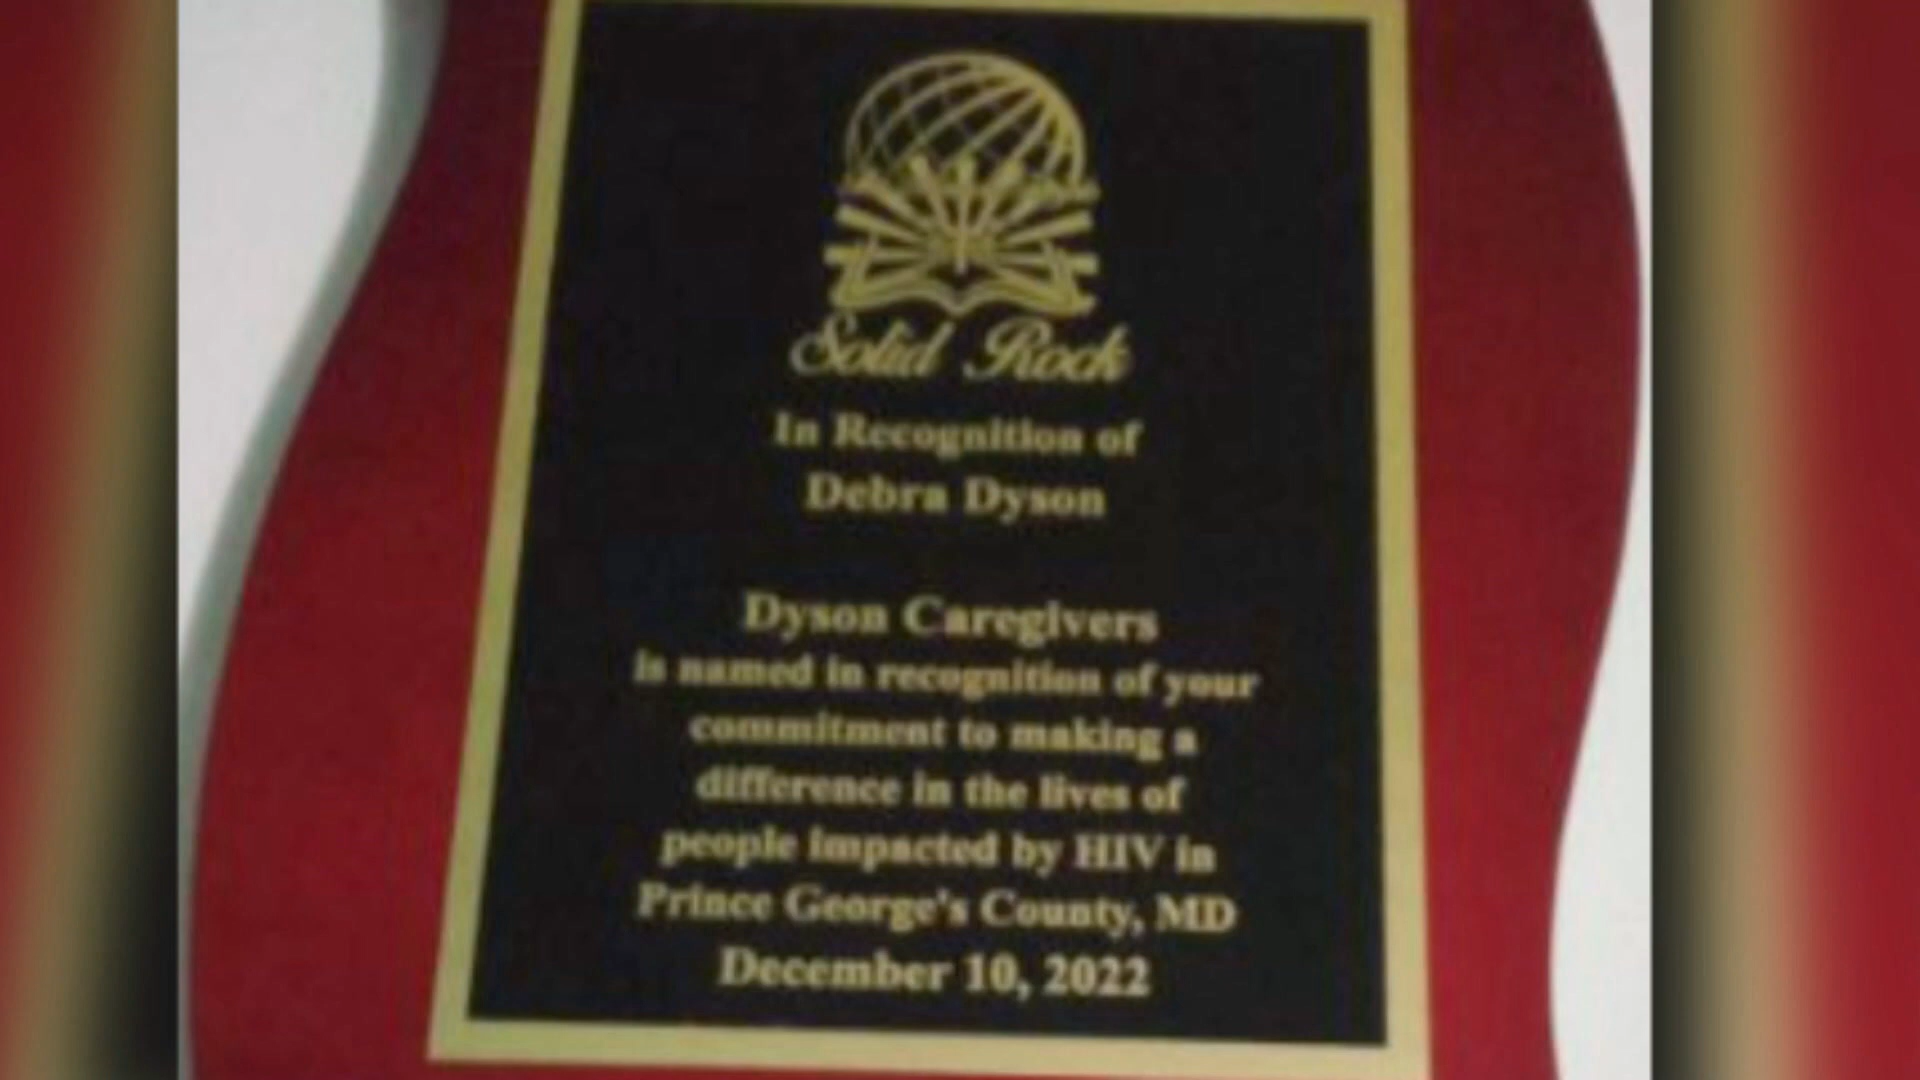 Solid Rock
In Recognition of
Debra Dyson
Dyson Caregivers
is named in recognition of your
commitment to making a
difference in the lives of
people impacted by HIV in
Prince George's County, MD
December 10, 2022